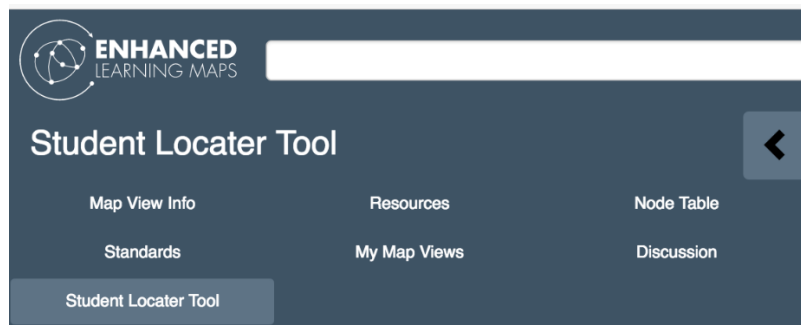 ENHANCED
LEARNING MAPS
Student Locater Tool
Map View Info Resources Node Table
Standards My Map Views Discussion
Student Locater Tool